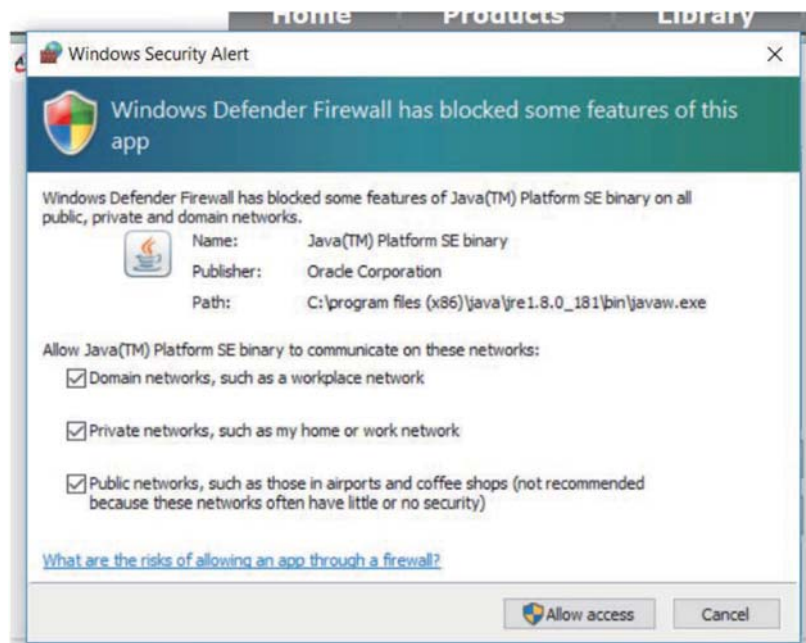 Home Products Library
Windows Security Alert
Windows Defender Firewall has blocked some features of this
app
Windows Defender Firewall has blocked some features of Java(TM) Platform SE binary on all
public, private and domain networks.
Name: Java(TM) Platform SE binary
Publisher: Oracle Corporation
Path: C:\program files (x86)\java\jre1.8.0_181\bin\javaw.exe
Allow Java(TM) Platform SE binary to communicate on these networks:
Domain networks, such as a workplace network
Private networks, such as my home or work network
Public networks, such as those in airports and coffee shops (not recommended
because these networks often have little or no security)
What are the risks of allowing an app through a firewall?
Allow access Cancel